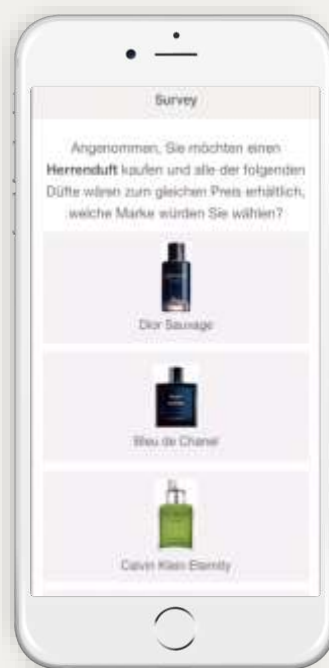 Survey
Angenommen, Sie möchten einen
Herrenduft kaufen und alle der folgenden
Düfte wären zum gleichen Preis erhältlich,
welche Marke würden Sie wählen?
Dior Sauvage
Bleu de Chanel
Calvin Klein Eternity